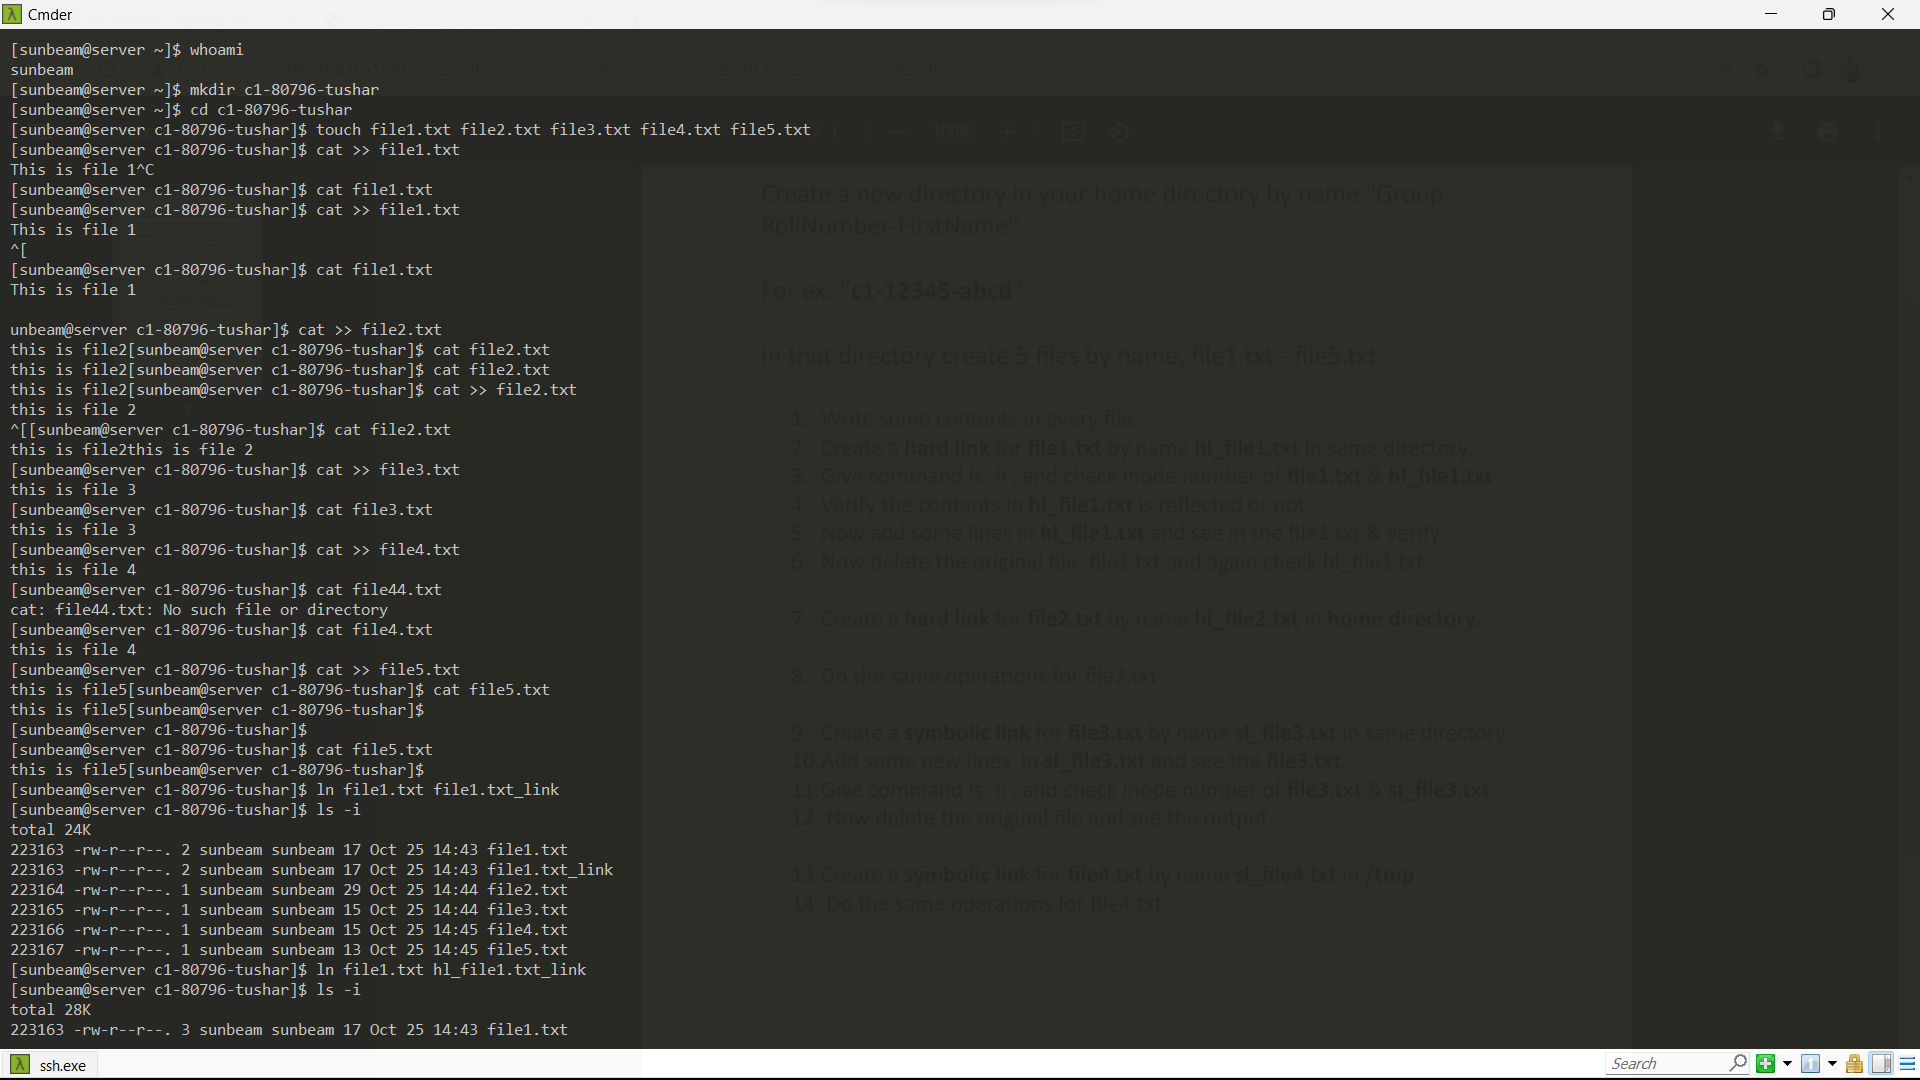 Cmder
[sunbeam@server ~]$ whoami
sunbeam
[sunbeam@server ~]$ mkdir c1-80796-tushar
[sunbeam@server ~]$ cd c1-80796-tushar
[sunbeam@server c1-80796-tushar]$ touch file1.txt file2.txt file3.txt file4.txt file5.txt
[sunbeam@server c1-80796-tushar]$ cat >> file1.txt
This is file 1^C
[sunbeam@server c1-80796-tushar]$ cat file1.txt
[sunbeam@server c1-80796-tushar]$ cat >> file1.txt
This is file 1
^[
[sunbeam@server c1-80796-tushar]$ cat file1.txt
This is file 1
unbeam@server c1-80796-tushar]$ cat >> file2.txt
this is file2[sunbeam@server c1-80796-tushar]$ cat file2.txt
this is file2[sunbeam@server c1-80796-tushar]$ cat file2.txt
this is file2[sunbeam@server c1-80796-tushar]$ cat >> file2.txt
this is file 2
^[[sunbeam@server c1-80796-tushar]$ cat file2.txt
this is file2this is file 2
[sunbeam@server c1-80796-tushar]$ cat >> file3.txt
this is file 3
[sunbeam@server c1-80796-tushar]$ cat file3.txt
this is file 3
[sunbeam@server c1-80796-tushar]$ cat >> file4.txt
this is file 4
[sunbeam@server c1-80796-tushar]$ cat file44.txt
cat: file44.txt: No such file or directory
[sunbeam@server c1-80796-tushar]$ cat file4.txt
this is file 4
[sunbeam@server c1-80796-tushar]$ cat >> file5.txt
this is file5[sunbeam@server c1-80796-tushar]$ cat file5.txt
this is file5[sunbeam@server c1-80796-tushar]$
[sunbeam@server c1-80796-tushar]$
[sunbeam@server c1-80796-tushar]$ cat file5.txt
this is file5[sunbeam@server c1-80796-tushar]$
[sunbeam@server c1-80796-tushar]$ ln file1.txt file1.txt_link
[sunbeam@server c1-80796-tushar]$ ls -i
total 24K
223163 -rw-r--r--. 2 sunbeam sunbeam 17 Oct 25 14:43 file1.txt
223163 -rw-r--r--. 2 sunbeam sunbeam 17 Oct 25 14:43 file1.txt_link
223164 -rw-r--r--. 1 sunbeam sunbeam 29 Oct 25 14:44 file2.txt
223165 -rw-r--r--. 1 sunbeam sunbeam 15 Oct 25 14:44 file3.txt
223166 -rw-r--r--. 1 sunbeam sunbeam 15 Oct 25 14:45 file4.txt
223167 -rw-r--r--. 1 sunbeam sunbeam 13 Oct 25 14:45 file5.txt
[sunbeam@server c1-80796-tushar]$ ln file1.txt hl_file1.txt_link
[sunbeam@server c1-80796-tushar]$ ls -i
total 28K
223163 -rw-r--r--. 3 sunbeam sunbeam 17 Oct 25 14:43 file1.txt
100%
Create a new directory in your home directory by name "Group-
RollNumber-FirstName"
For ex: "c1-12345-abcd"
In that directory create 5 files by name, file1.txt - file5.txt
1. Write some contents in every file.
2. Create a hard link for file1.txt by name hl_file1.txt in same directory.
3. Give command ls -li , and check inode number of file1.txt & hl_file1.txt
4. Verify the contents in hl_file1.txt is reflected or not.
5. Now add some lines in hl_file1.txt and see in the file1.txt & verify.
6. Now delete the original file, file1.txt and again check hl_file1.txt
7. Create a hard link for file2.txt by name hl_file2.txt in home directory.
8. Do the same operations for file2.txt
9. Create a symbolic link for file3.txt by name sl_file3.txt in same directory.
10.Add some new lines in sl_file3.txt and see the file3.txt.
11.Give command ls -li , and check inode number of file3.txt & sl_file3.txt
12. Now delete the original file and see the output.
13.Create a symbolic link for file4.txt by name sl_file4.txt in /tmp
14. Do the same operations for file4.txt
ssh.exe
Search